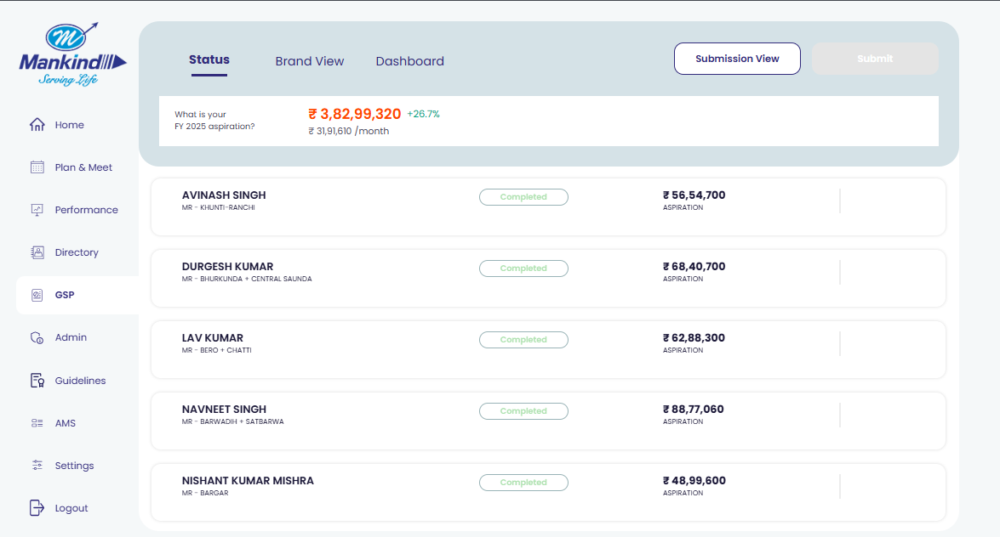 Mankind
Serving Life
Home
Plan & Meet
Performance
Directory
GSP
Admin
Guidelines
AMS
Settings
Logout
Status Brand View Dashboard Submission View Submit
What is your
FY 2025 aspiration?
₹ 3,82,99,320 +26.7%
₹ 31,91,610 /month
AVINASH SINGH Completed ₹ 56,54,700
MR - KHUNTI-RANCHI ASPIRATION
DURGESH KUMAR Completed ₹ 68,40,700
MR - BHURKUNDA + CENTRAL SAUNDA ASPIRATION
LAV KUMAR Completed ₹ 62,88,300
MR - BERO + CHATTI ASPIRATION
NAVNEET SINGH Completed ₹ 88,77,060
MR - BARWADIH + SATBARWA ASPIRATION
NISHANT KUMAR MISHRA Completed ₹ 48,99,600
MR - BARGAR ASPIRATION